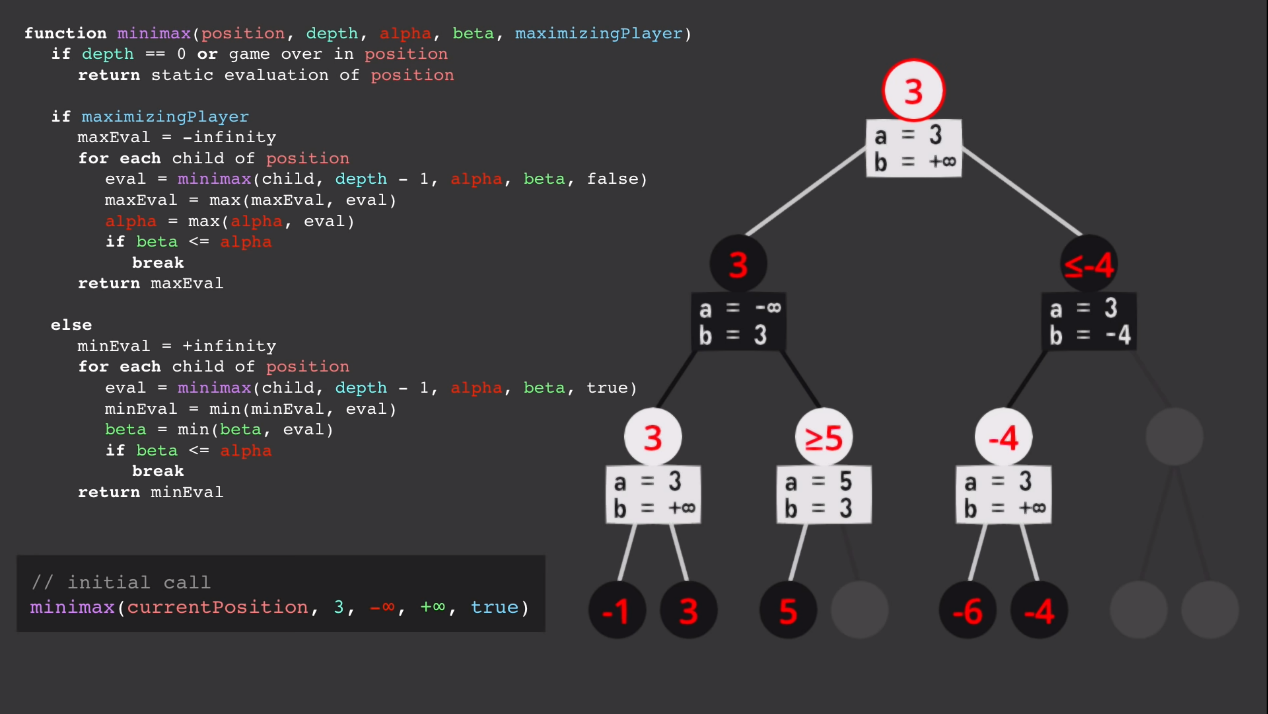 function minimax(position, depth, alpha, beta, maximizingPlayer)
if depth == 0 or game over in position
return static evaluation of position
if maximizingPlayer
maxEval = -infinity
for each child of position
eval = minimax(child, depth - 1, alpha, beta, false)
maxEval = max(maxEval, eval)
alpha = max(alpha, eval)
if beta <= alpha
break
return maxEval
else
minEval = +infinity
for each child of position
eval = minimax(child, depth - 1, alpha, beta, true)
minEval = min(minEval, eval)
beta = min(beta, eval)
if beta <= alpha
break
return minEval
// initial call
minimax(currentPosition, 3, -∞, +∞, true)
3
a = 3
b = +∞
3
a = -∞
b = 3
≤-4
a = 3
b = -4
3
a = 3
b = +∞
≥5
a = 5
b = 3
-4
a = 3
b = +∞
-1
3
5
-6
-4